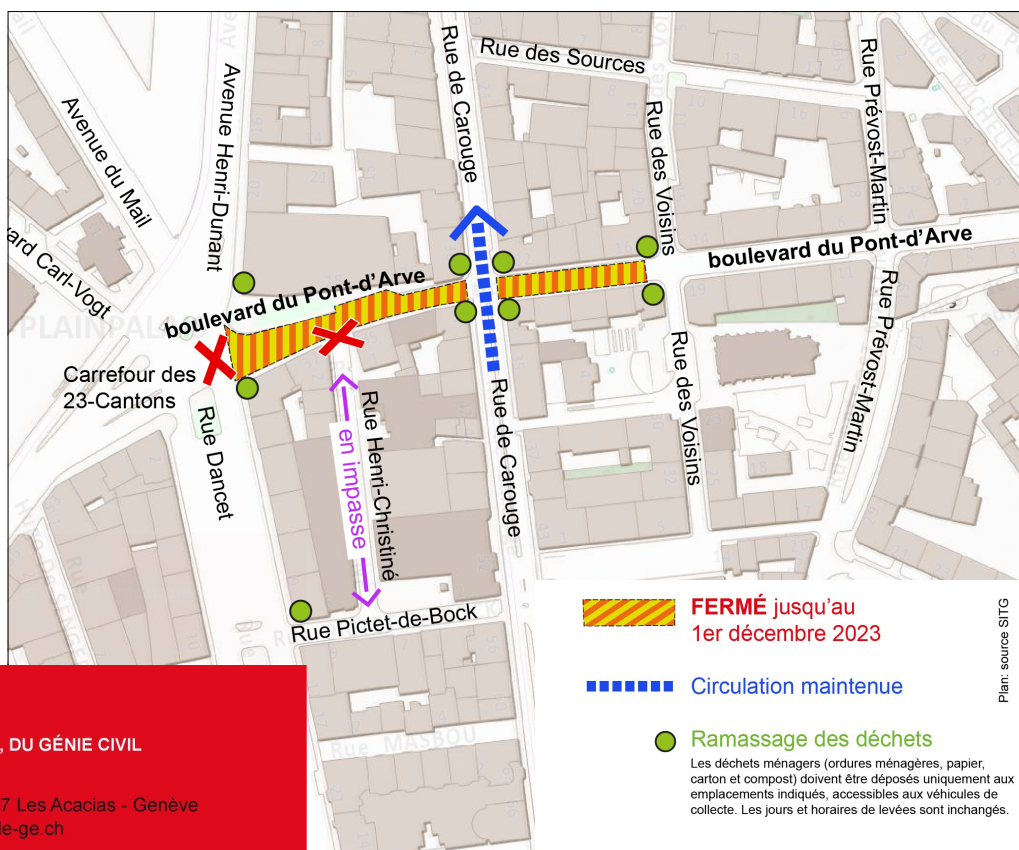 Avenue du Mail
Avenue Henri-Dunant
Rue de Carouge
Rue des Sources
Rue des Voisins
Rue Prévost-Martin
ard Carl-Vogt
boulevard du Pont-d'Arve
boulevard du Pont-d'Arve
PLAINPAL
Carrefour des
23-Cantons
Rue Dancet
en impasse
Rue Henri-Christiné
Rue de Carouge
Rue des Voisins
Rue Prévost-Martin
Rue Pictet-de-Bock
Rue MASBOU
FERMÉ jusqu'au
1er décembre 2023
Circulation maintenue
Ramassage des déchets
Les déchets ménagers (ordures ménagères, papier,
carton et compost) doivent être déposés uniquement aux
emplacements indiqués, accessibles aux véhicules de
collecte. Les jours et horaires de levées sont inchangés.
Plan: source SITG
, DU GÉNIE CIVIL
7 Les Acacias - Genève
le-ge.ch